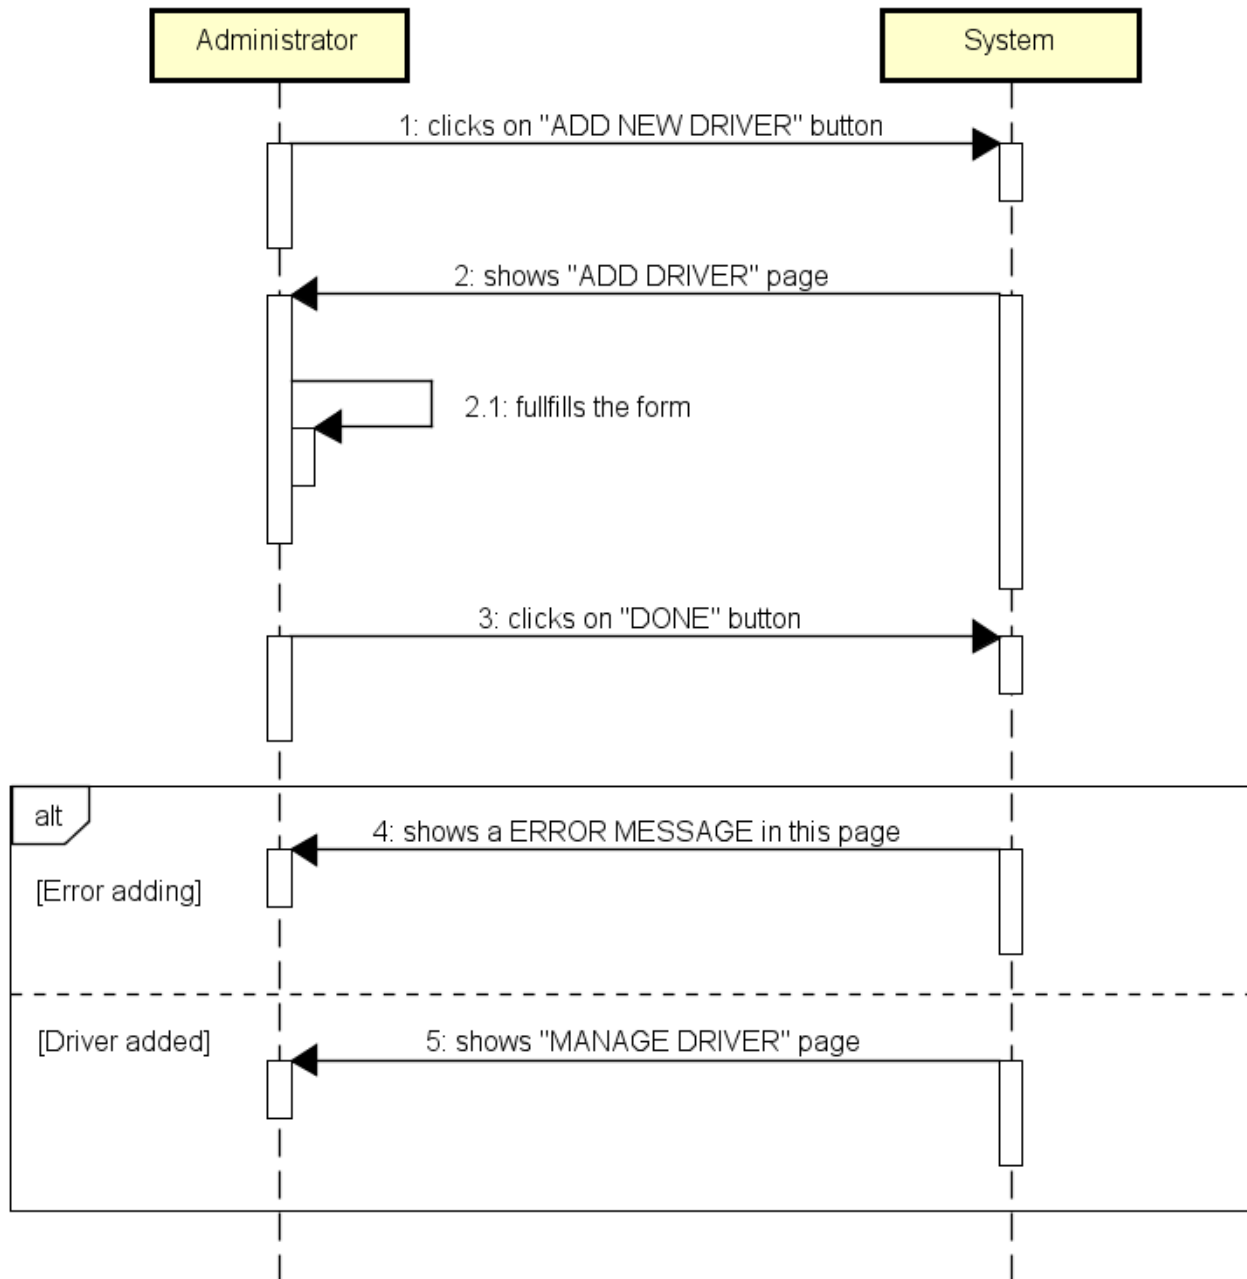 Administrator
System
1: clicks on "ADD NEW DRIVER" button
2: shows "ADD DRIVER" page
2.1: fullfills the form
3: clicks on "DONE" button
alt
4: shows a ERROR MESSAGE in this page
[Error adding]
[Driver added]
5: shows "MANAGE DRIVER" page